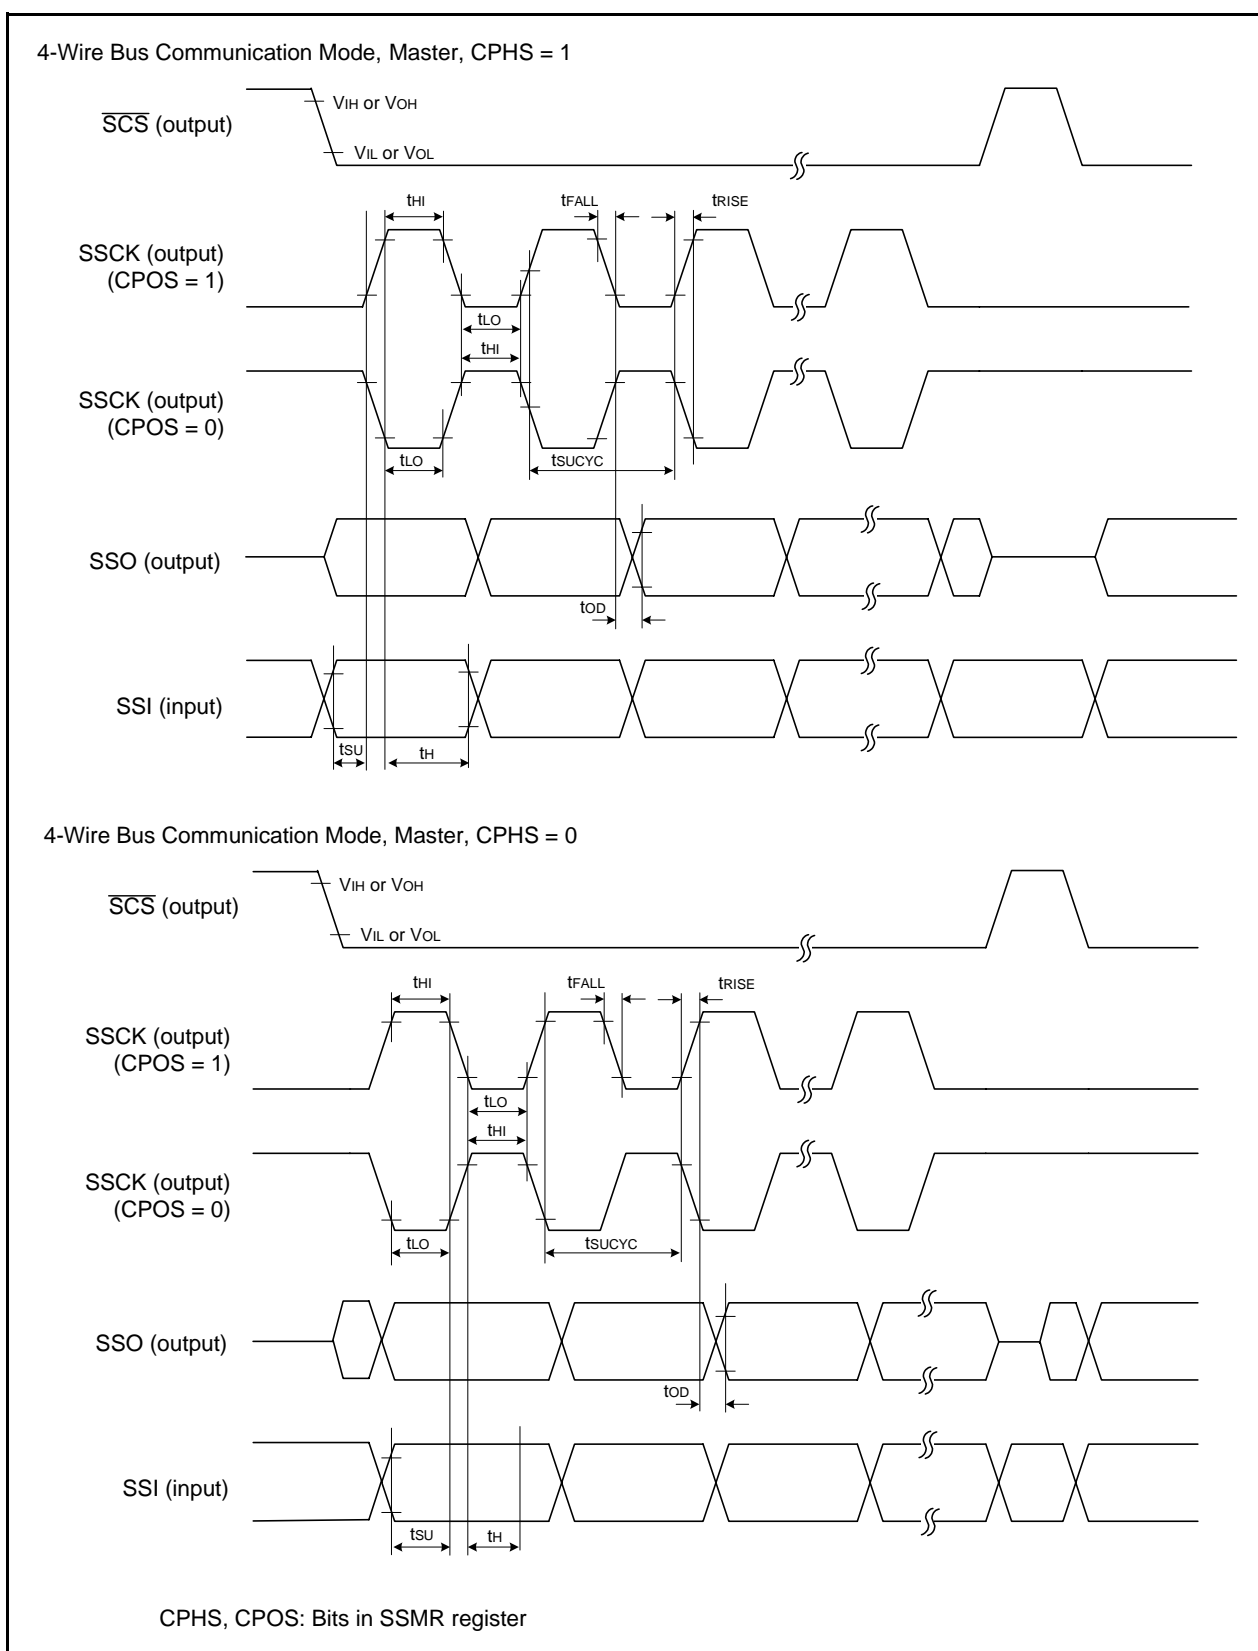 4-Wire Bus Communication Mode, Master, CPHS = 1
VIH or VOH
SCS (output)
VIL or VOL
tHI
tFALL
tRISE
SSCK (output)
(CPOS = 1)
tLO
tHI
SSCK (output)
(CPOS = 0)
tLO
tSUCYC
SSO (output)
tOD
SSI (input)
tSU
tH
4-Wire Bus Communication Mode, Master, CPHS = 0
VIH or VOH
SCS (output)
VIL or VOL
tHI
tFALL
tRISE
SSCK (output)
(CPOS = 1)
tLO
tHI
SSCK (output)
(CPOS = 0)
tLO
tSUCYC
SSO (output)
tOD
SSI (input)
tSU
tH
CPHS, CPOS: Bits in SSMR register